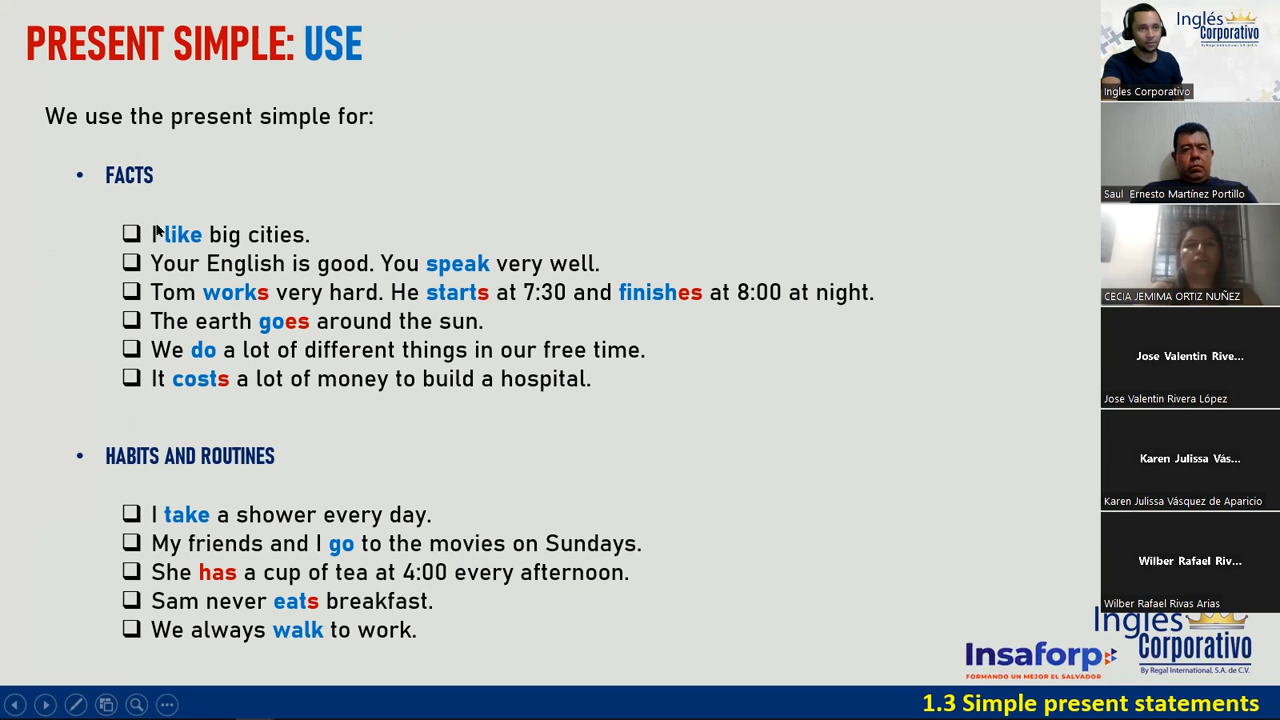 PRESENT SIMPLE: USE
We use the present simple for:
• FACTS
I like big cities.
Your English is good. You speak very well.
Tom works very hard. He starts at 7:30 and finishes at 8:00 at night.
The earth goes around the sun.
We do a lot of different things in our free time.
It costs a lot of money to build a hospital.
• HABITS AND ROUTINES
I take a shower every day.
My friends and I go to the movies on Sundays.
She has a cup of tea at 4:00 every afternoon.
Sam never eats breakfast.
We always walk to work.
Inglés
Corporativo
By Regal International, S.A. de C.V.
Ingles Corporativo
Saul Ernesto Martínez Portillo
CECIA JEMIMA ORTIZ NUÑEZ
Jose Valentin Rive...
Jose Valentin Rivera López
Karen Julissa Vás...
Karen Julissa Vásquez de Aparicio
Wilber Rafael Riv...
Wilber Rafael Rivas Arias
Insaforp
FORMANDO UN MEJOR EL SALVADOR
Inglés
Corporativo
By Regal International, S.A. de C.V.
1.3 Simple present statements